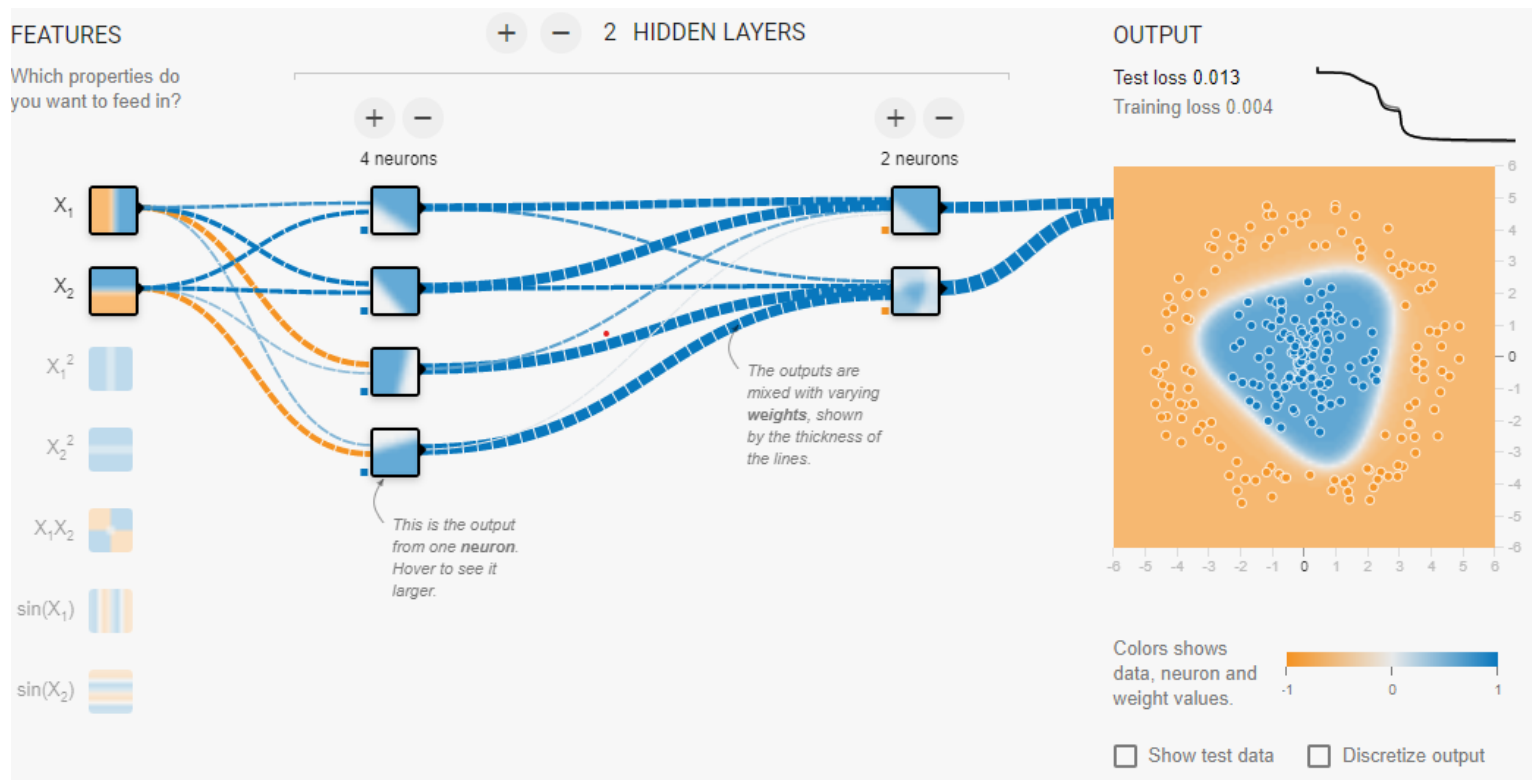 FEATURES
Which properties do
you want to feed in?
+ − 2 HIDDEN LAYERS
+ −
4 neurons
+ −
2 neurons
X₁
X₂
X₁²
X₂²
X₁X₂
sin(X₁)
sin(X₂)
This is the output
from one neuron.
Hover to see it
larger.
The outputs are
mixed with varying
weights, shown
by the thickness of
the lines.
OUTPUT
Test loss 0.013
Training loss 0.004
6
5
4
3
2
1
0
-1
-2
-3
-4
-5
-6
-6 -5 -4 -3 -2 -1 0 1 2 3 4 5 6
Colors shows
data, neuron and
weight values.
-1 0 1
Show test data
Discretize output